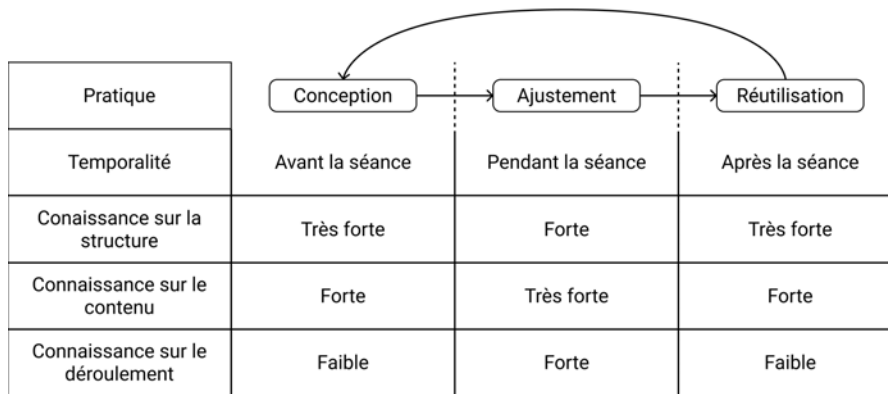 Pratique
Conception
Ajustement
Réutilisation
Temporalité
Avant la séance
Pendant la séance
Après la séance
Conaissance sur la
structure
Très forte
Forte
Très forte
Connaissance sur le
contenu
Forte
Très forte
Forte
Connaissance sur le
déroulement
Faible
Forte
Faible